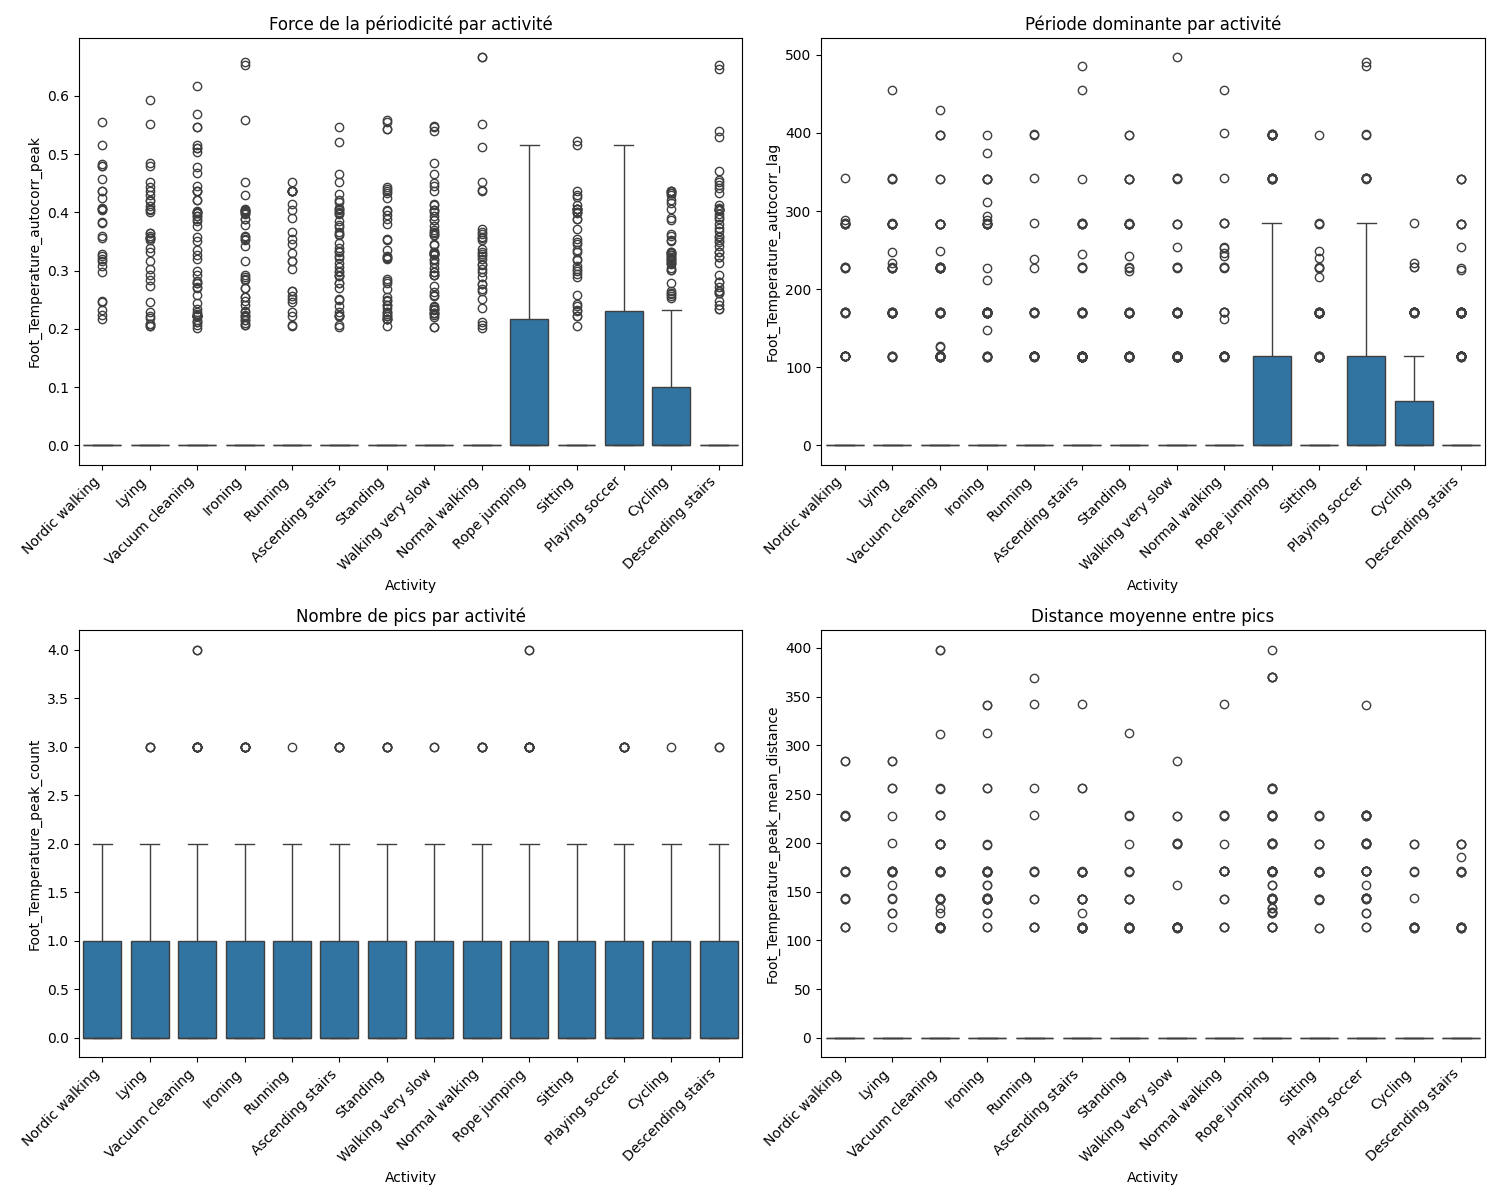 Force de la périodicité par activité
Foot_Temperature_autocorr_peak
0.6
0.5
0.4
0.3
0.2
0.1
0.0
Nordic walking
Lying
Vacuum cleaning
Ironing
Running
Ascending stairs
Standing
Walking very slow
Normal walking
Rope jumping
Sitting
Playing soccer
Cycling
Descending stairs
Activity
Période dominante par activité
Foot_Temperature_autocorr_lag
500
400
300
200
100
0
Nordic walking
Lying
Vacuum cleaning
Ironing
Running
Ascending stairs
Standing
Walking very slow
Normal walking
Rope jumping
Sitting
Playing soccer
Cycling
Descending stairs
Activity
Nombre de pics par activité
Foot_Temperature_peak_count
4.0
3.5
3.0
2.5
2.0
1.5
1.0
0.5
0.0
Nordic walking
Lying
Vacuum cleaning
Ironing
Running
Ascending stairs
Standing
Walking very slow
Normal walking
Rope jumping
Sitting
Playing soccer
Cycling
Descending stairs
Activity
Distance moyenne entre pics
Foot_Temperature_peak_mean_distance
400
350
300
250
200
150
100
50
0
Nordic walking
Lying
Vacuum cleaning
Ironing
Running
Ascending stairs
Standing
Walking very slow
Normal walking
Rope jumping
Sitting
Playing soccer
Cycling
Descending stairs
Activity